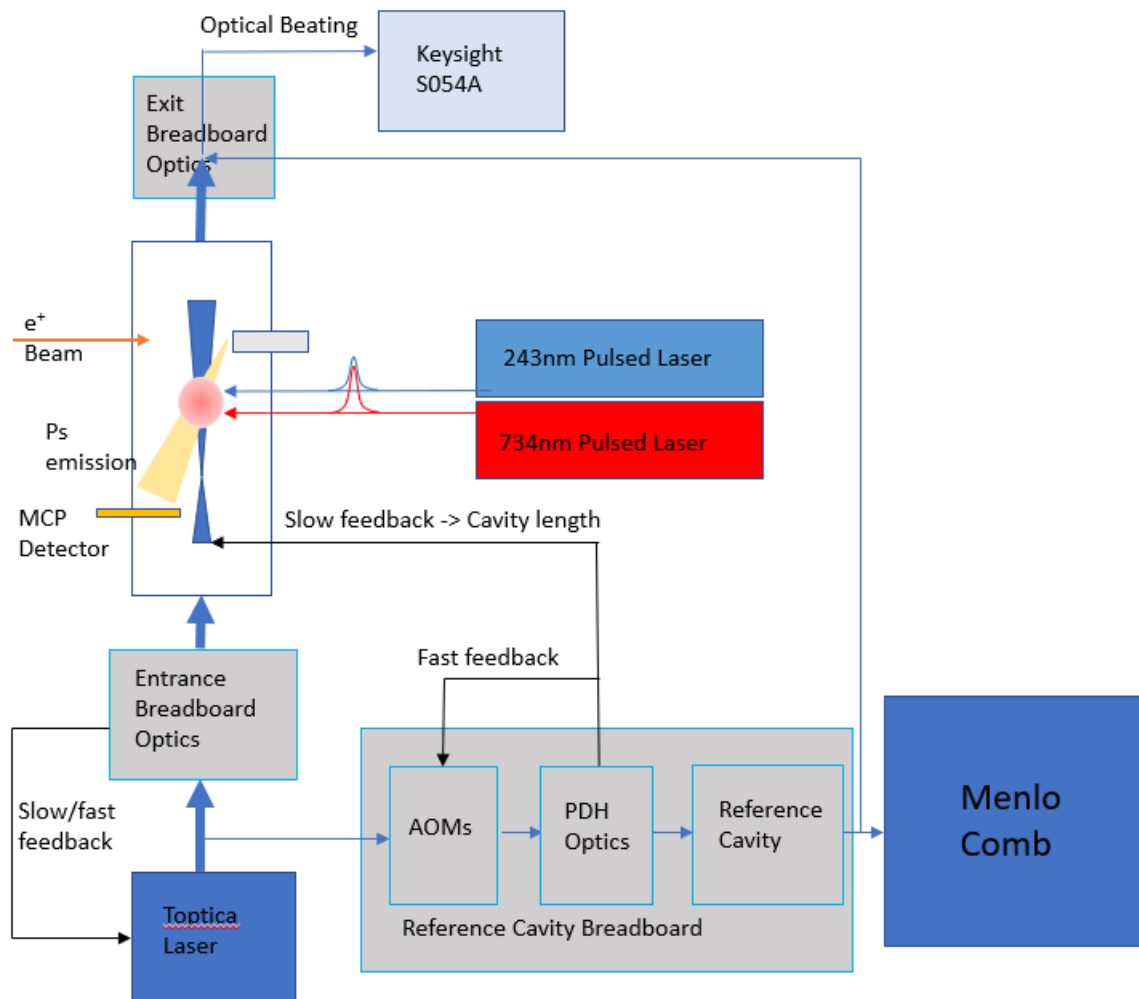 Optical Beating
Keysight
S054A
Exit
Breadboard
Optics
e+
Beam
243nm Pulsed Laser
734nm Pulsed Laser
Ps
emission
MCP
Detector
Slow feedback -> Cavity length
Fast feedback
Entrance
Breadboard
Optics
Slow/fast
feedback
AOMs
PDH
Optics
Reference
Cavity
Menlo
Comb
Toptica
Laser
Reference Cavity Breadboard